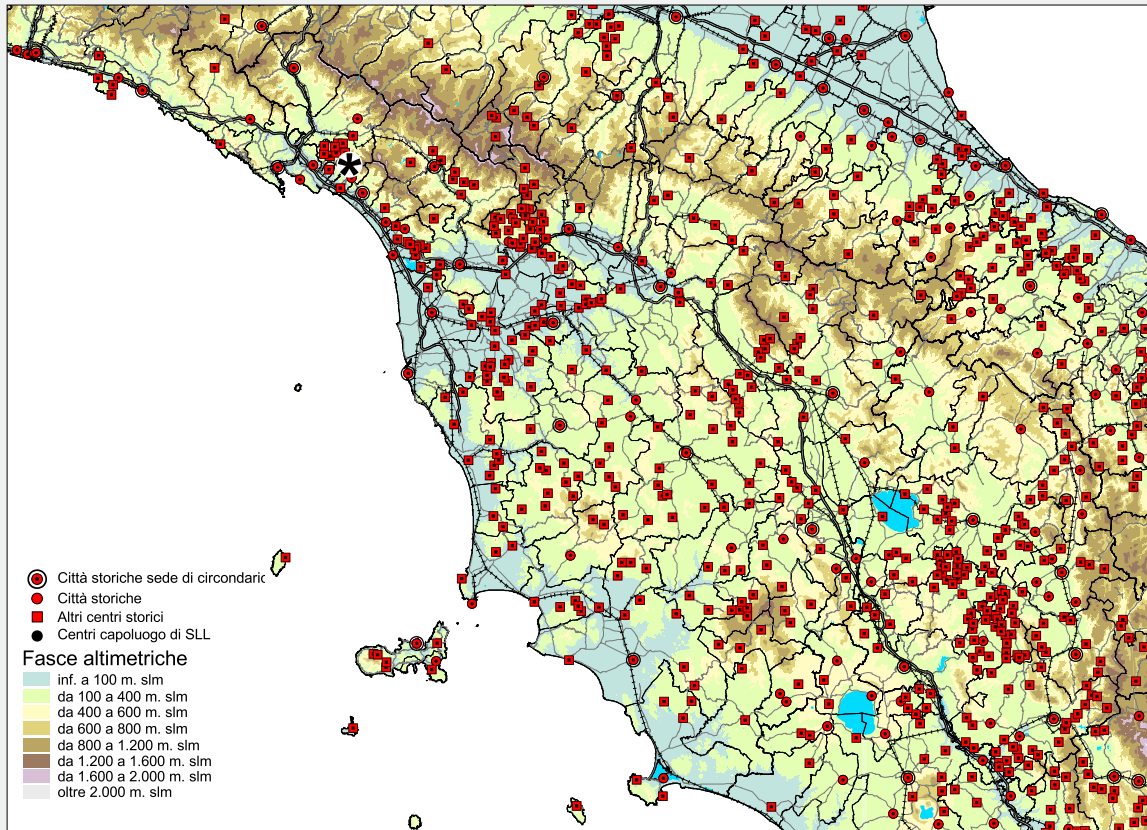 Città storiche sede di circondaric
Città storiche
Altri centri storici
Centri capoluogo di SLL
Fasce altimetriche
inf. a 100 m. slm
da 100 a 400 m. slm
da 400 a 600 m. slm
da 600 a 800 m. slm
da 800 a 1.200 m. slm
da 1.200 a 1.600 m. slm
da 1.600 a 2.000 m. slm
oltre 2.000 m. slm